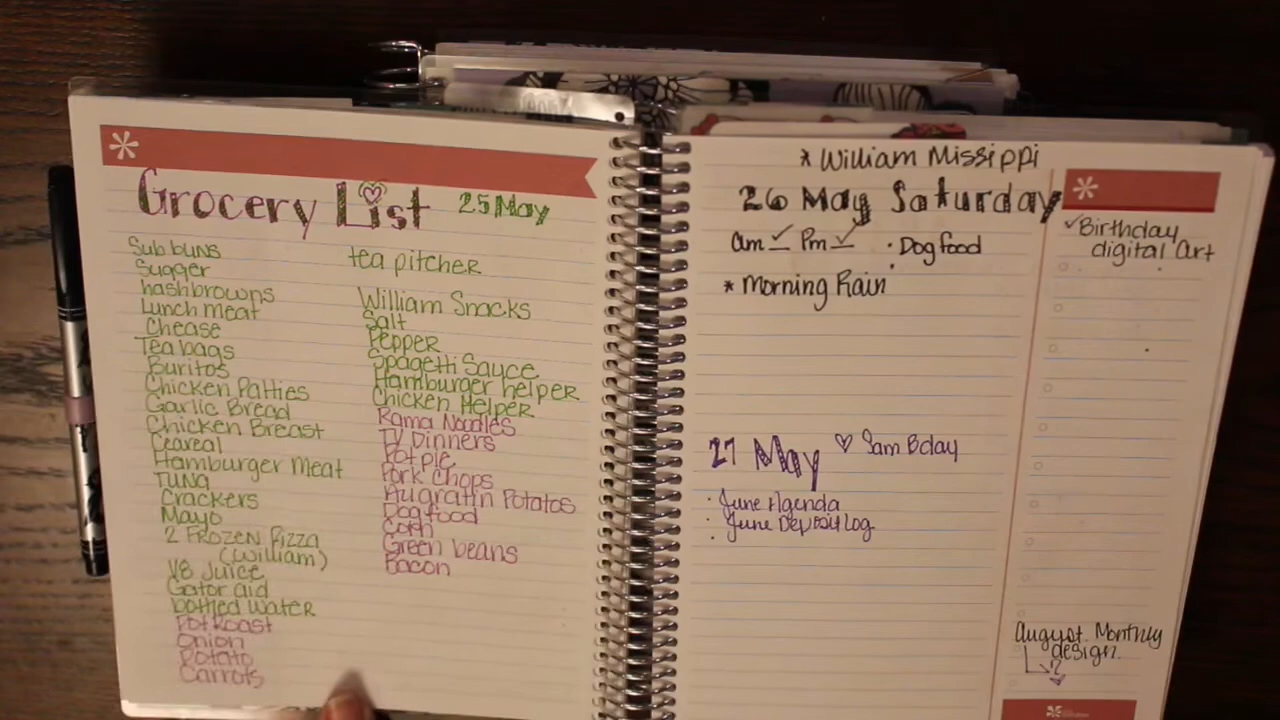 Grocery List 25 May
Sub buns
Sugger
hashbrowns
Lunch meat
Chease
Tea bags
Buritos
Chicken Patties
Garlic Bread
Chicken Breast
Ceareal
Hamburger Meat
Tuna
Crackers
Mayo
2 Frozen Pizza
(William)
V8 Juice
Gator aid
bottled water
Pot Roast
Onion
Potato
Carrots
tea pitcher
William Snacks
Salt
Pepper
Spagetti Sauce
Hamburger helper
Chicken Helper
Rama Noodles
TV Dinners
Pot pie
Pork Chops
Au gratin Potatos
Dog food
Corn
Green beans
Bacon
* William Missippi
26 May Saturday
am ✓ Pm ✓ · Dog food
* Morning Rain
27 May ♡ Sam Bday
· June Agenda
· June Deposit Log
✓ Birthday
digital Art
August Monthly
design
?